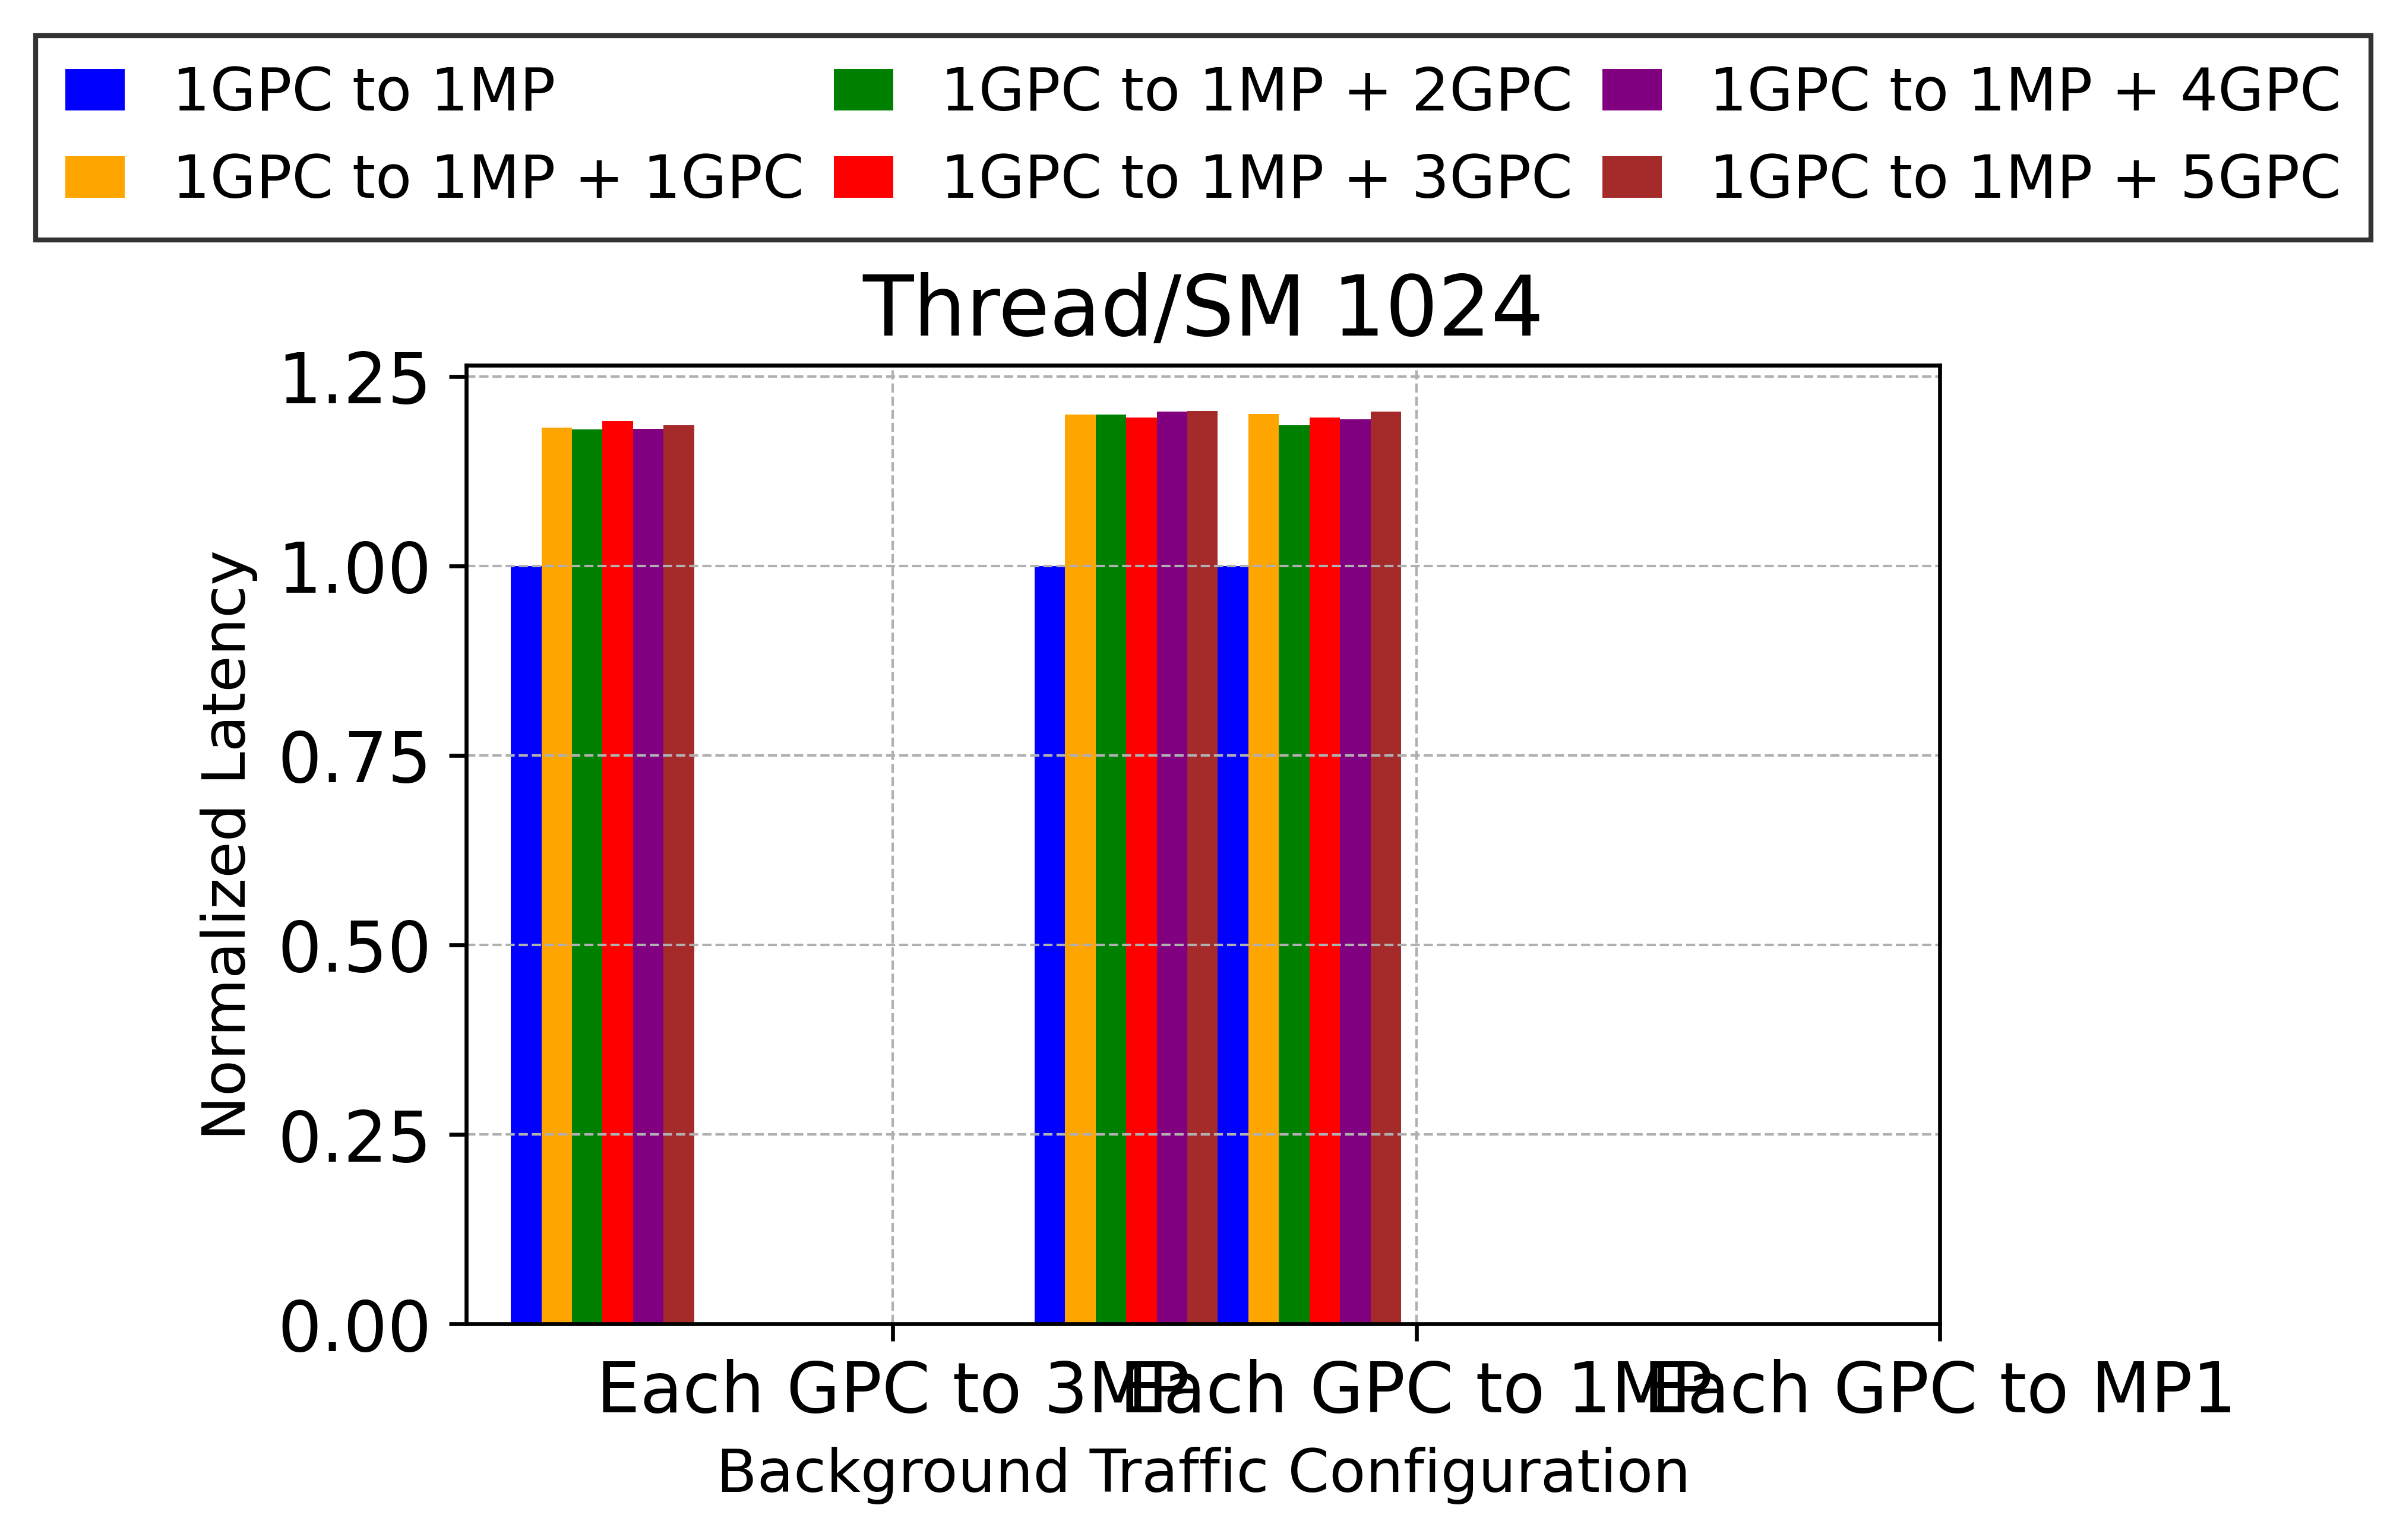 1GPC to 1MP
1GPC to 1MP + 1GPC
1GPC to 1MP + 2GPC
1GPC to 1MP + 3GPC
1GPC to 1MP + 4GPC
1GPC to 1MP + 5GPC
Thread/SM 1024
1.25
1.00
0.75
0.50
0.25
0.00
Normalized Latency
Each GPC to 3MP
Each GPC to 1MP
Each GPC to MP1
Background Traffic Configuration